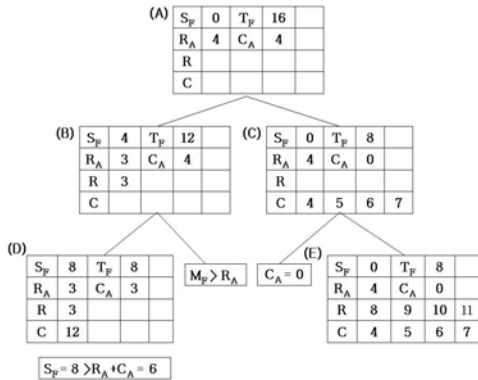 (A)
S_F 0 T_F 16
R_A 4 C_A 4
R
C
(B)
S_F 4 T_F 12
R_A 3 C_A 4
R 3
C
(C)
S_F 0 T_F 8
R_A 4 C_A 0
R
C 4 5 6 7
(D)
S_F 8 T_F 8
R_A 3 C_A 3
R 3
C 12
M_F > R_A
C_A = 0
(E)
S_F 0 T_F 8
R_A 4 C_A 0
R 8 9 10 11
C 4 5 6 7
S_F = 8 > R_A + C_A = 6